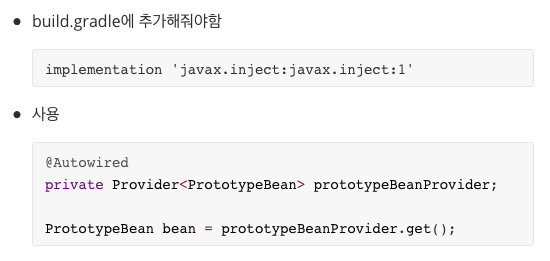 build.gradle에 추가해줘야함
implementation 'javax.inject:javax.inject:1'
사용
@Autowired
private Provider<PrototypeBean> prototypeBeanProvider;
PrototypeBean bean = prototypeBeanProvider.get();